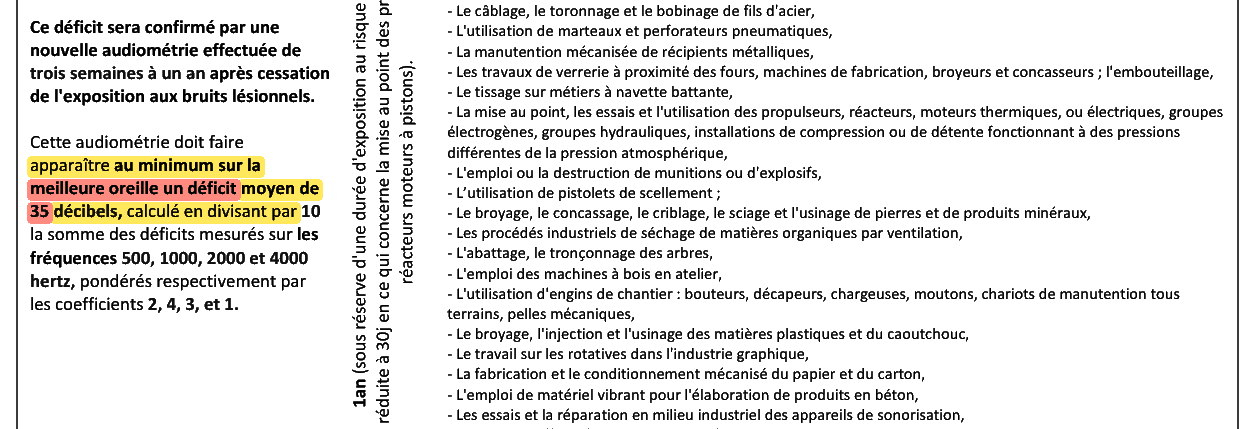 Ce déficit sera confirmé par une
nouvelle audiométrie effectuée de
trois semaines à un an après cessation
de l'exposition aux bruits lésionnels.
Cette audiométrie doit faire
apparaître au minimum sur la
meilleure oreille un déficit moyen de
35 décibels, calculé en divisant par 10
la somme des déficits mesurés sur les
fréquences 500, 1000, 2000 et 4000
hertz, pondérés respectivement par
les coefficients 2, 4, 3, et 1.
1an (sous réserve d'une durée d'exposition au risque
réduite à 30j en ce qui concerne la mise au point des pr
réacteurs moteurs à pistons).
- Le câblage, le toronnage et le bobinage de fils d'acier,
- L'utilisation de marteaux et perforateurs pneumatiques,
- La manutention mécanisée de récipients métalliques,
- Les travaux de verrerie à proximité des fours, machines de fabrication, broyeurs et concasseurs ; l'embouteillage,
- Le tissage sur métiers à navette battante,
- La mise au point, les essais et l'utilisation des propulseurs, réacteurs, moteurs thermiques, ou électriques, groupes
électrogènes, groupes hydrauliques, installations de compression ou de détente fonctionnant à des pressions
différentes de la pression atmosphérique,
- L'emploi ou la destruction de munitions ou d'explosifs,
- L’utilisation de pistolets de scellement ;
- Le broyage, le concassage, le criblage, le sciage et l'usinage de pierres et de produits minéraux,
- Les procédés industriels de séchage de matières organiques par ventilation,
- L'abattage, le tronçonnage des arbres,
- L'emploi des machines à bois en atelier,
- L'utilisation d'engins de chantier : bouteurs, décapeurs, chargeuses, moutons, chariots de manutention tous
terrains, pelles mécaniques,
- Le broyage, l'injection et l'usinage des matières plastiques et du caoutchouc,
- Le travail sur les rotatives dans l'industrie graphique,
- La fabrication et le conditionnement mécanisé du papier et du carton,
- L'emploi de matériel vibrant pour l'élaboration de produits en béton,
- Les essais et la réparation en milieu industriel des appareils de sonorisation,